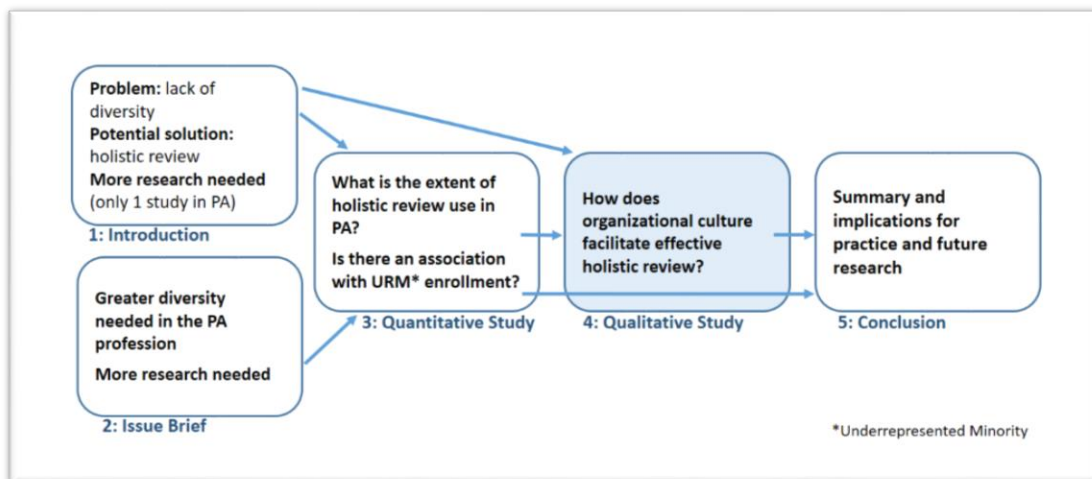 Problem: lack of
diversity
Potential solution:
holistic review
More research needed
(only 1 study in PA)
1: Introduction
Greater diversity
needed in the PA
profession
More research needed
2: Issue Brief
What is the extent of
holistic review use in
PA?
Is there an association
with URM* enrollment?
3: Quantitative Study
How does
organizational culture
facilitate effective
holistic review?
4: Qualitative Study
Summary and
implications for
practice and future
research
5: Conclusion
*Underrepresented Minority